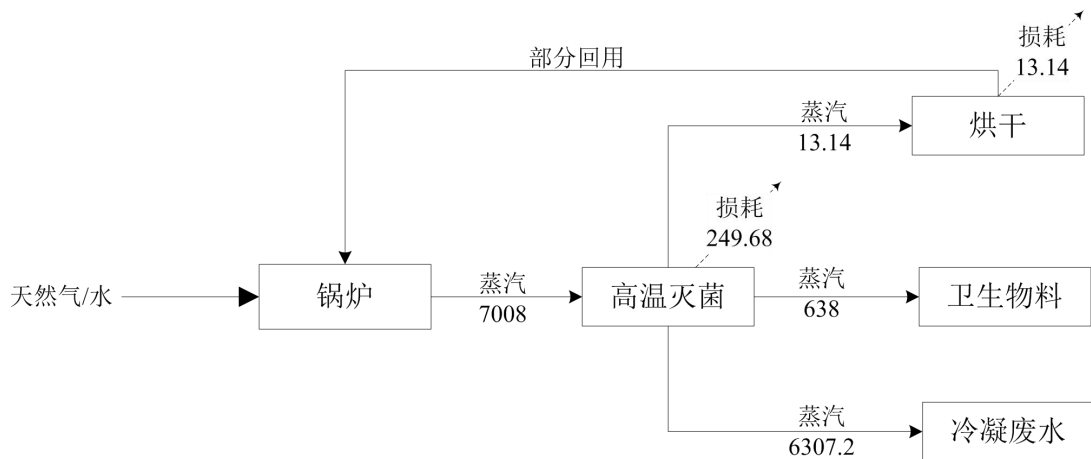 损耗
13.14
部分回用
蒸汽
13.14
烘干
损耗
249.68
天然气/水
锅炉
蒸汽
7008
高温灭菌
蒸汽
638
卫生物料
蒸汽
6307.2
冷凝废水